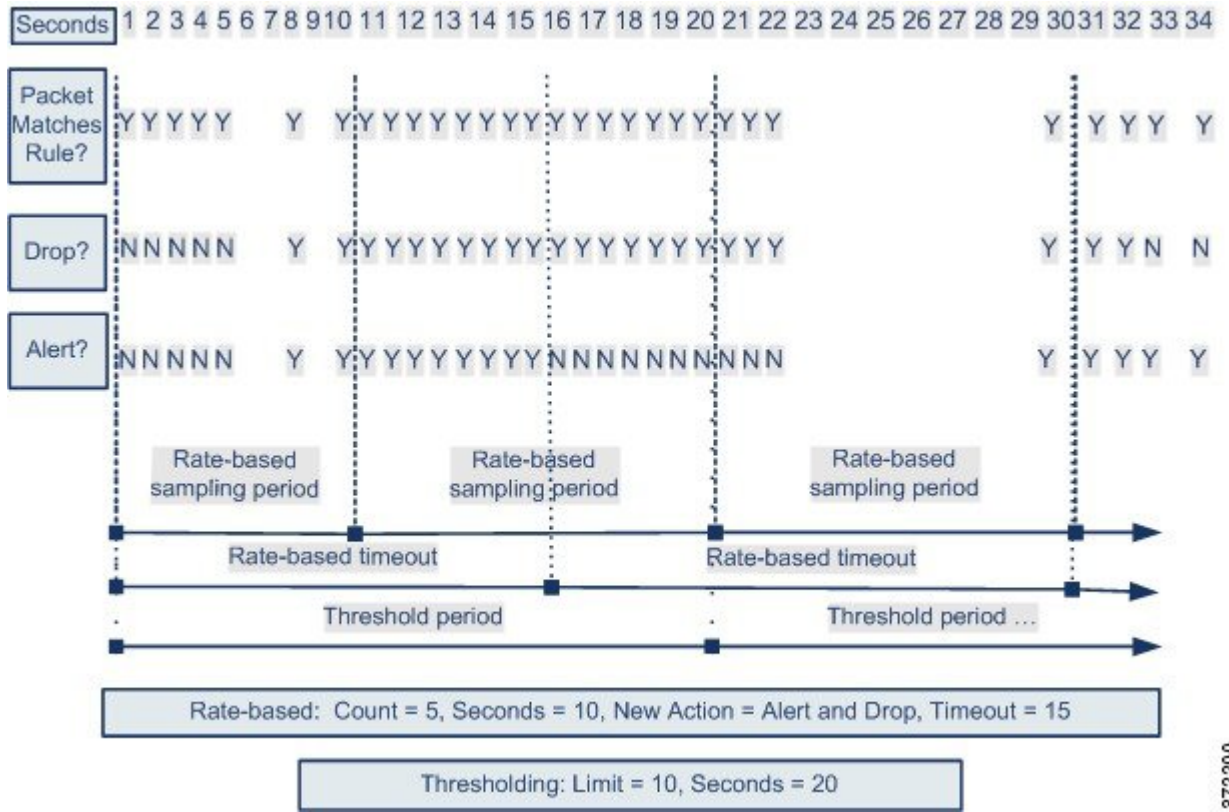 Seconds 1 2 3 4 5 6 7 8 9 10 11 12 13 14 15 16 17 18 19 20 21 22 23 24 25 26 27 28 29 30 31 32 33 34
Packet
Matches
Rule?
Y Y Y Y Y Y Y Y Y Y Y Y Y Y Y Y Y Y Y Y Y Y Y Y Y Y Y Y Y Y
Drop?
N N N N N Y Y Y Y Y Y Y Y Y Y Y Y Y Y Y Y Y Y Y Y Y Y Y N N
Alert?
N N N N N Y Y Y Y Y Y Y Y Y Y N N N N N N N N N N Y Y Y Y Y
Rate-based
sampling period
Rate-based
sampling period
Rate-based
sampling period
Rate-based timeout
Rate-based timeout
Threshold period
Threshold period ...
Rate-based: Count = 5, Seconds = 10, New Action = Alert and Drop, Timeout = 15
Thresholding: Limit = 10, Seconds = 20